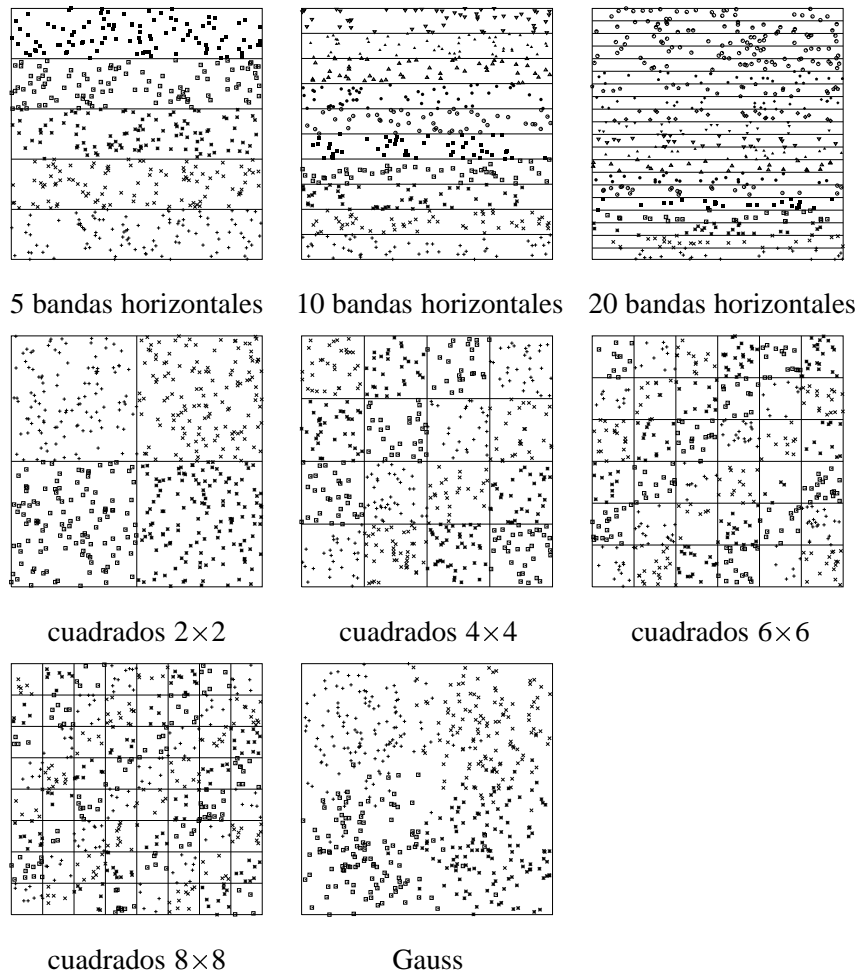 5 bandas horizontales 10 bandas horizontales 20 bandas horizontales
cuadrados 2×2 cuadrados 4×4 cuadrados 6×6
cuadrados 8×8 Gauss